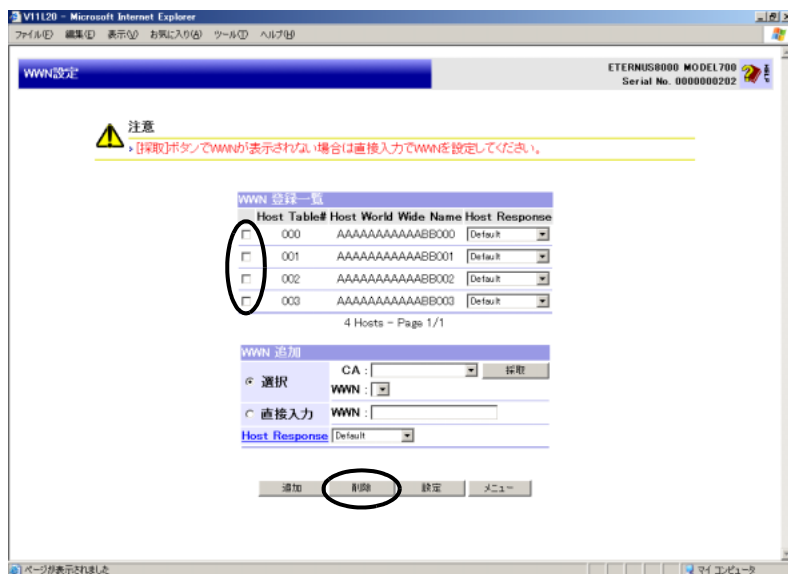 V11L20 - Microsoft Internet Explorer
ファイル(F) 編集(E) 表示(V) お気に入り(A) ツール(T) ヘルプ(H)
WWN設定
ETERNUS8000 MODEL700
Serial No. 0000000202
HELP
注意
[採取]ボタンでWWNが表示されない場合は直接入力でWWNを設定してください。
WWN 登録一覧
Host Table# Host World Wide Name Host Response
000 AAAAAAAAAAABB000 Default
001 AAAAAAAAAAABB001 Default
002 AAAAAAAAAAABB002 Default
003 AAAAAAAAAAABB003 Default
4 Hosts - Page 1/1
WWN 追加
選択 CA : 採取
WWN :
直接入力 WWN :
Host Response Default
追加 削除 設定 メニュー
ページが表示されました マイ コンピュータ